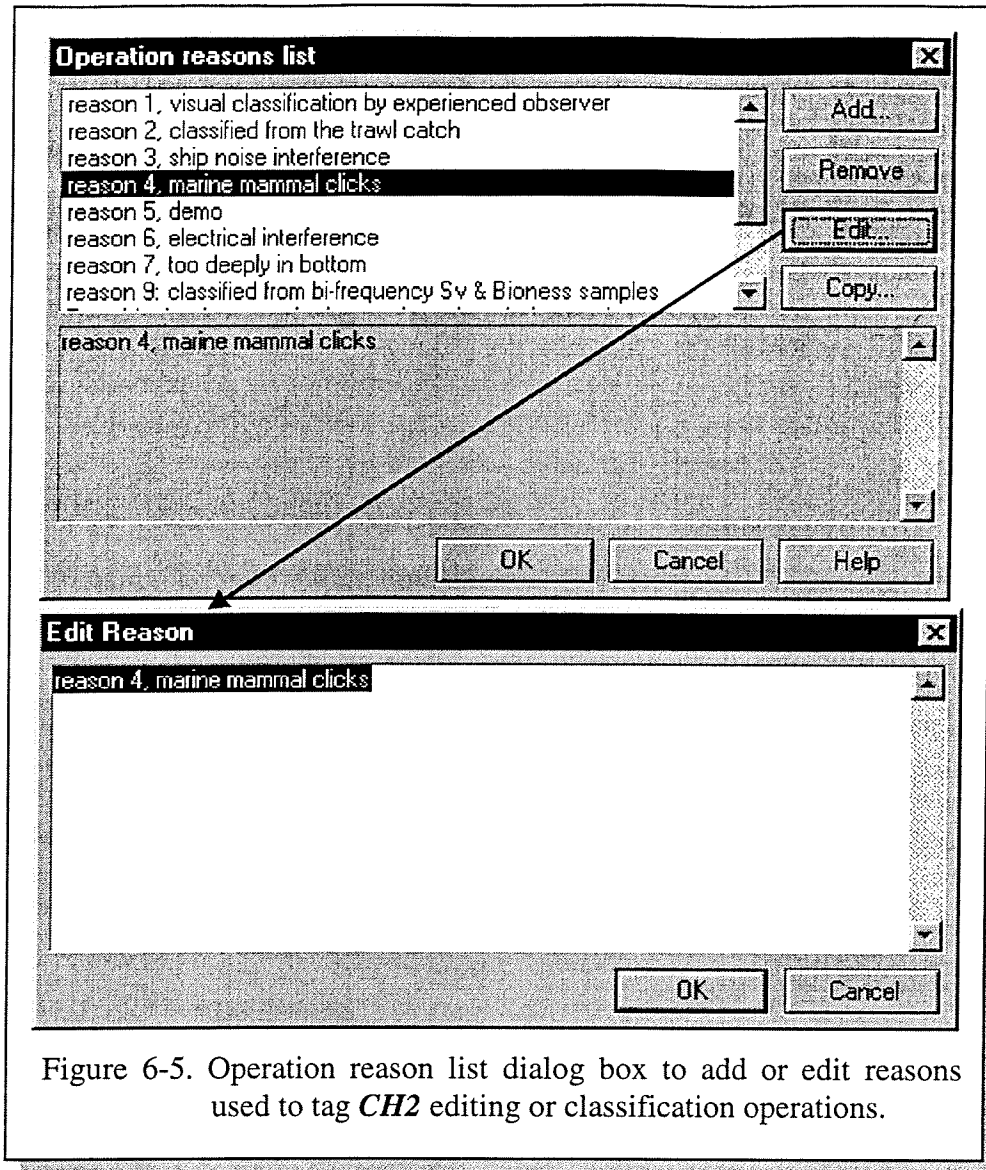 Operation reasons list
reason 1, visual classification by experienced observer
reason 2, classified from the trawl catch
reason 3, ship noise interference
reason 4, marine mammal clicks
reason 5, demo
reason 6, electrical interference
reason 7, too deeply in bottom
reason 9: classified from bi-frequency Sv & Bioness samples
Add...
Remove
Edit...
Copy...
reason 4, marine mammal clicks
OK Cancel Help
Edit Reason
reason 4, marine mammal clicks
OK Cancel
Figure 6-5. Operation reason list dialog box to add or edit reasons
used to tag CH2 editing or classification operations.